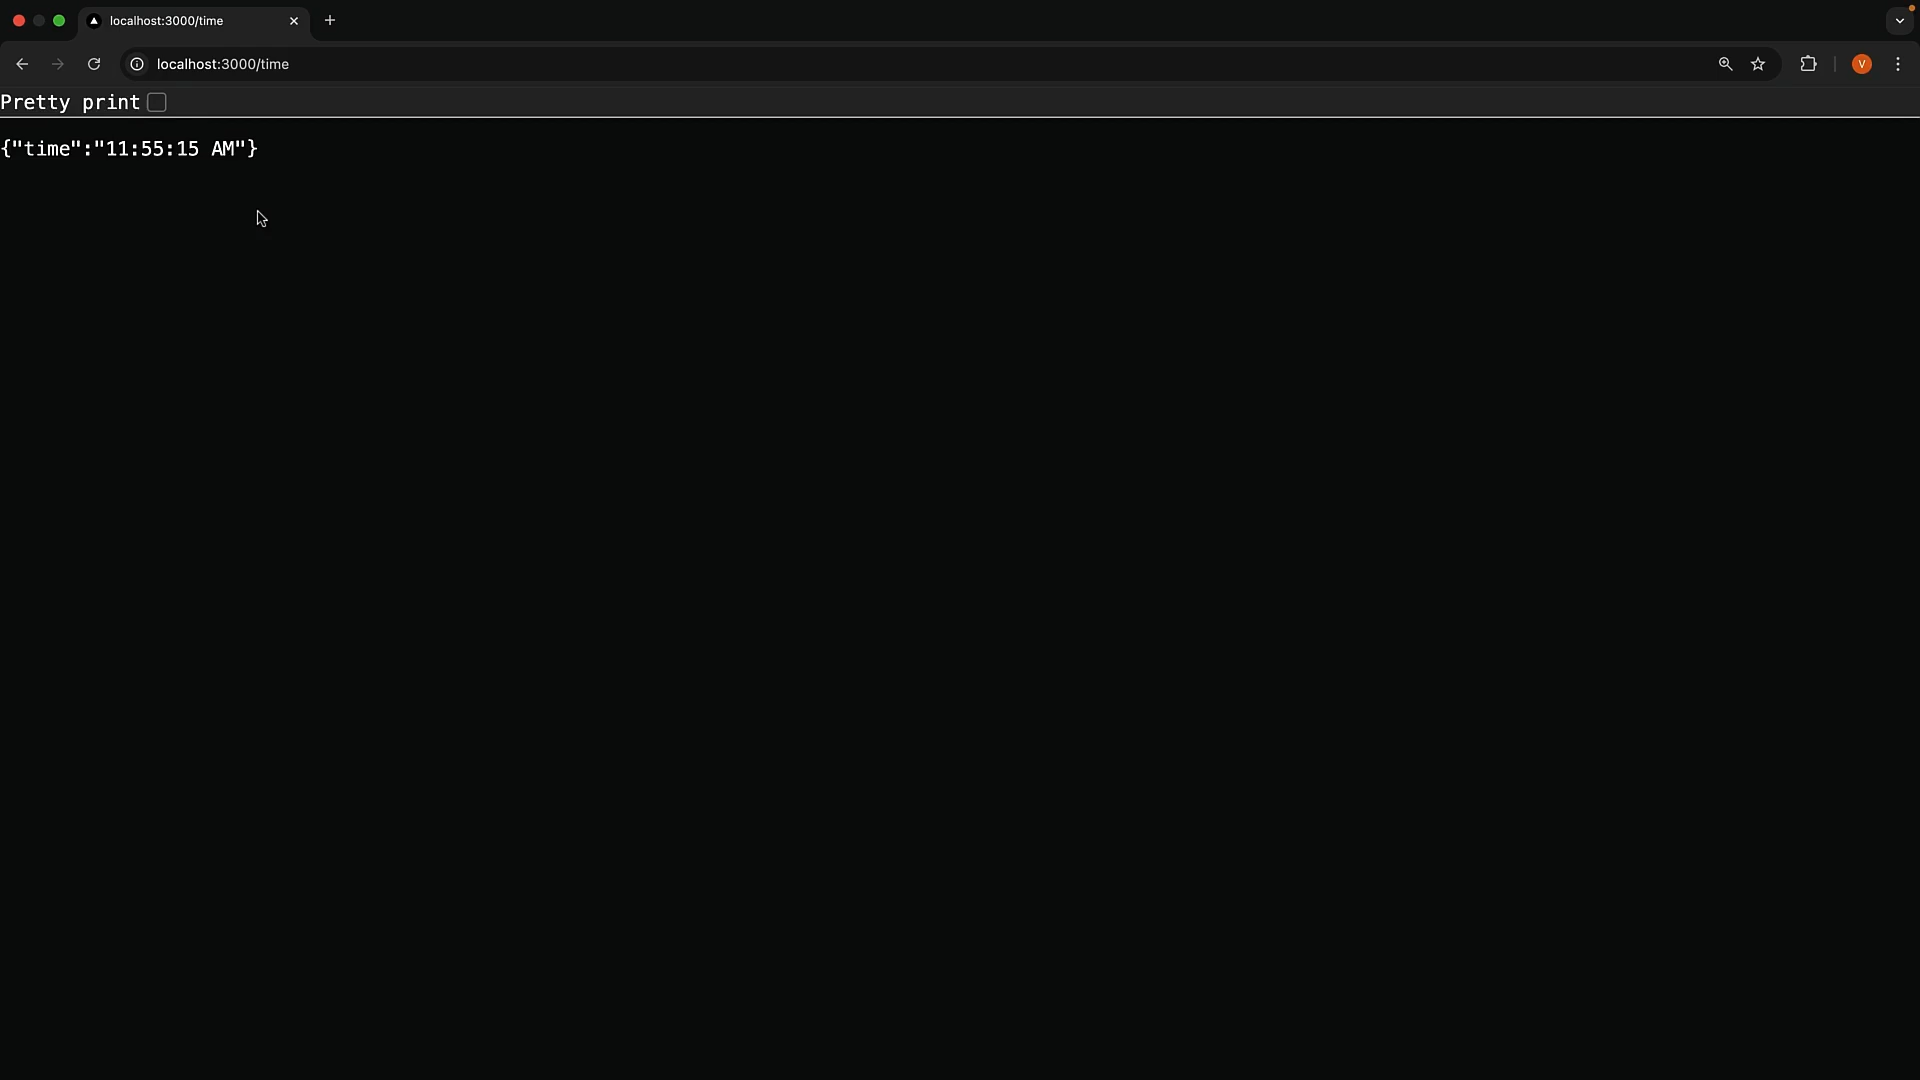 localhost:3000/time
localhost:3000/time
V
Pretty print
{"time":"11:55:15 AM"}